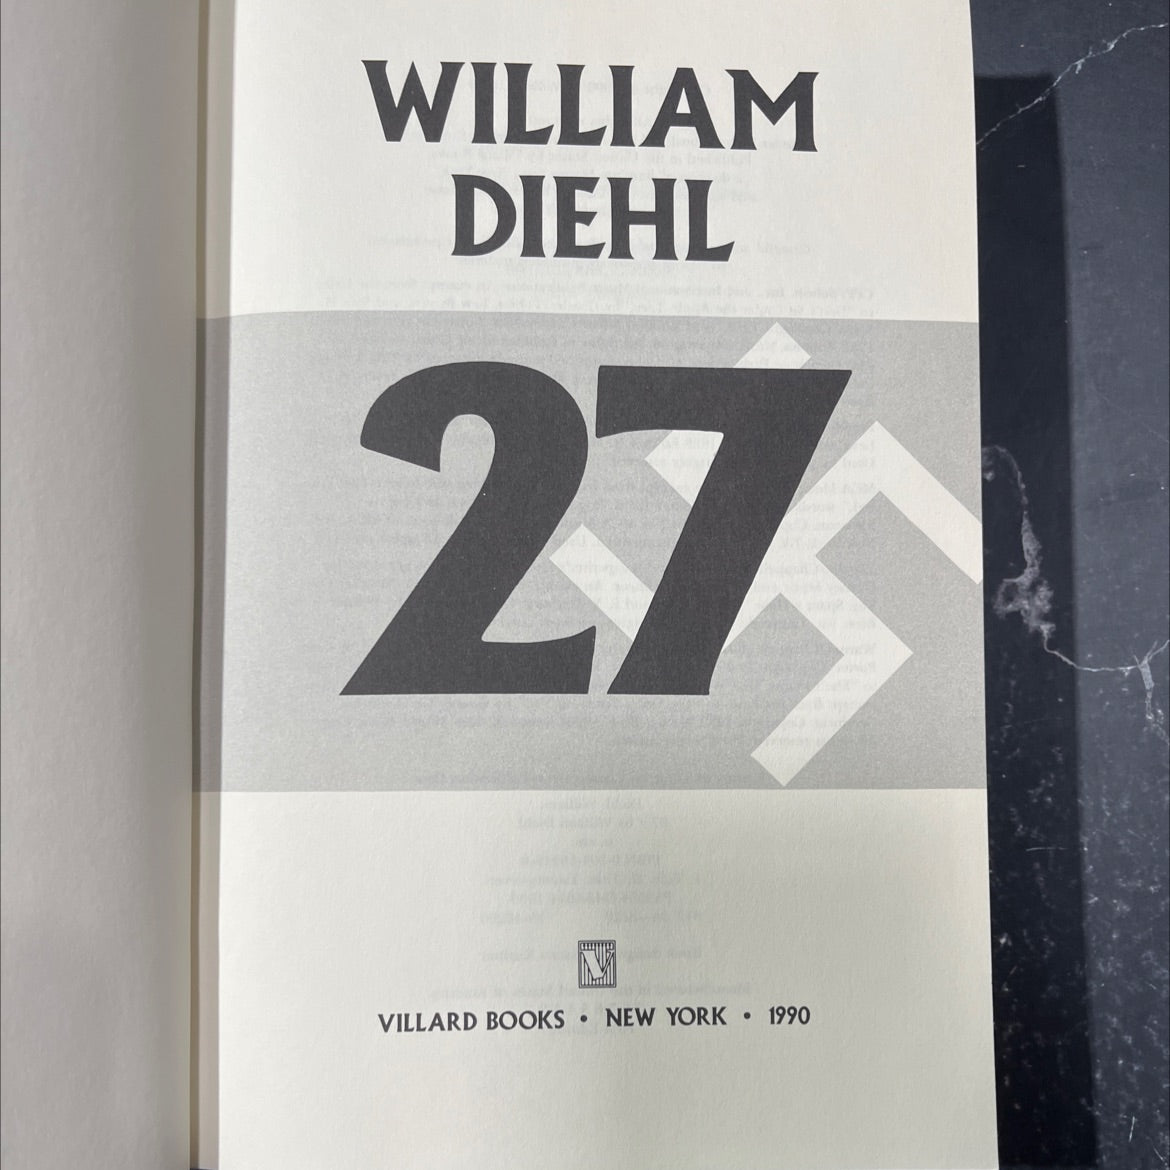 WILLIAM
DIEHL
27
V
VILLARD BOOKS • NEW YORK • 1990